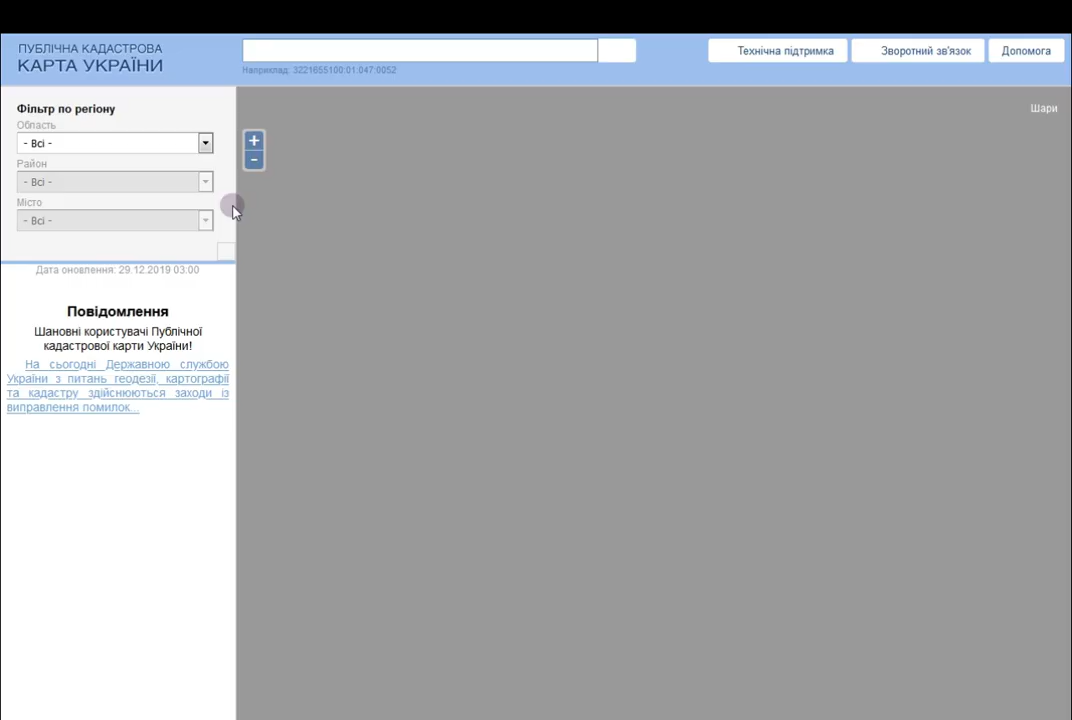 ПУБЛІЧНА КАДАСТРОВА
КАРТА УКРАЇНИ
Наприклад: 3221655100:01:047:0052
Технічна підтримка
Зворотний зв'язок
Допомога
Фільтр по регіону
Область
- Всі -
Район
- Всі -
Місто
- Всі -
Шари
+
-
Дата оновлення: 29.12.2019 03:00
Повідомлення
Шановні користувачі Публічної
кадастрової карти України!
На сьогодні Державною службою
України з питань геодезії, картографії
та кадастру здійснюються заходи із
виправлення помилок...